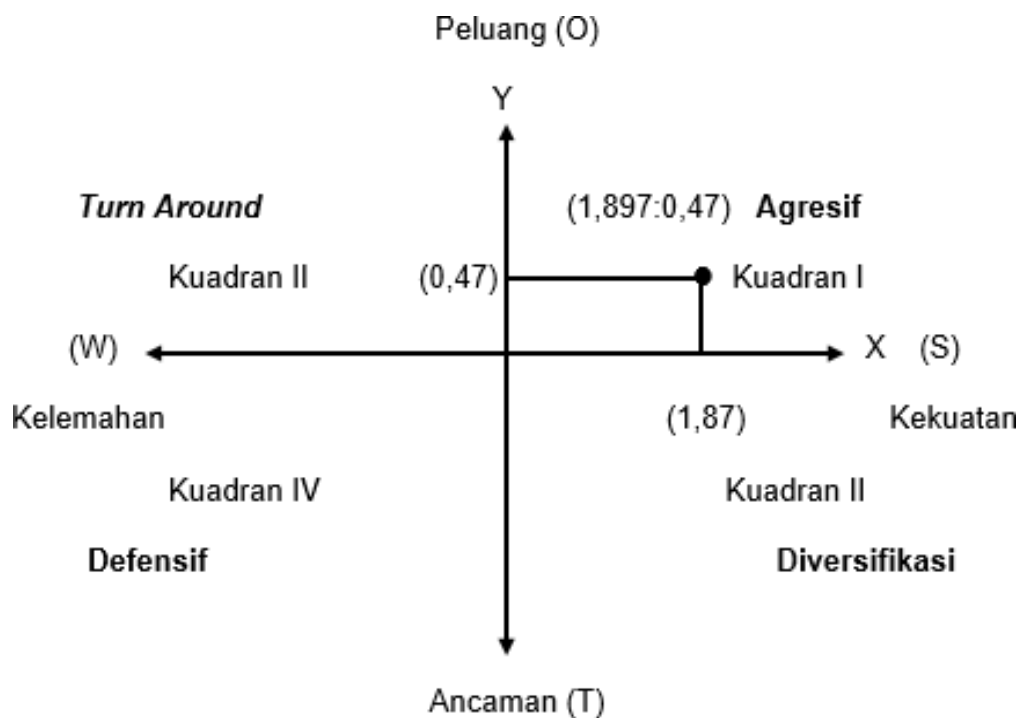 Peluang (O)
Y
Turn Around (1,897:0,47) Agresif
Kuadran II (0,47) Kuadran I
(W) X (S)
Kelemahan (1,87) Kekuatan
Kuadran IV Kuadran II
Defensif Diversifikasi
Ancaman (T)